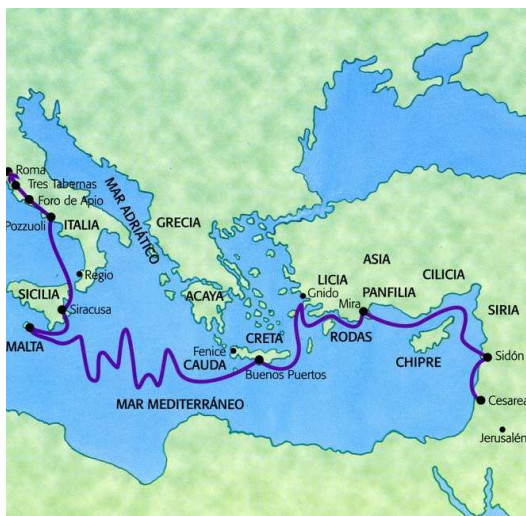 Roma
Tres Tabernas
Foro de Apio
Pozzuoli
ITALIA
MAR ADRIÁTICO
GRECIA
Regio
SICILIA
Siracusa
MALTA
ACAYA
Fenice
CAUDA
CRETA
Buenos Puertos
MAR MEDITERRÁNEO
ASIA
LICIA
Gnido
Mira
PANFILIA
CILICIA
RODAS
CHIPRE
SIRIA
Sidón
Cesarea
Jerusalén